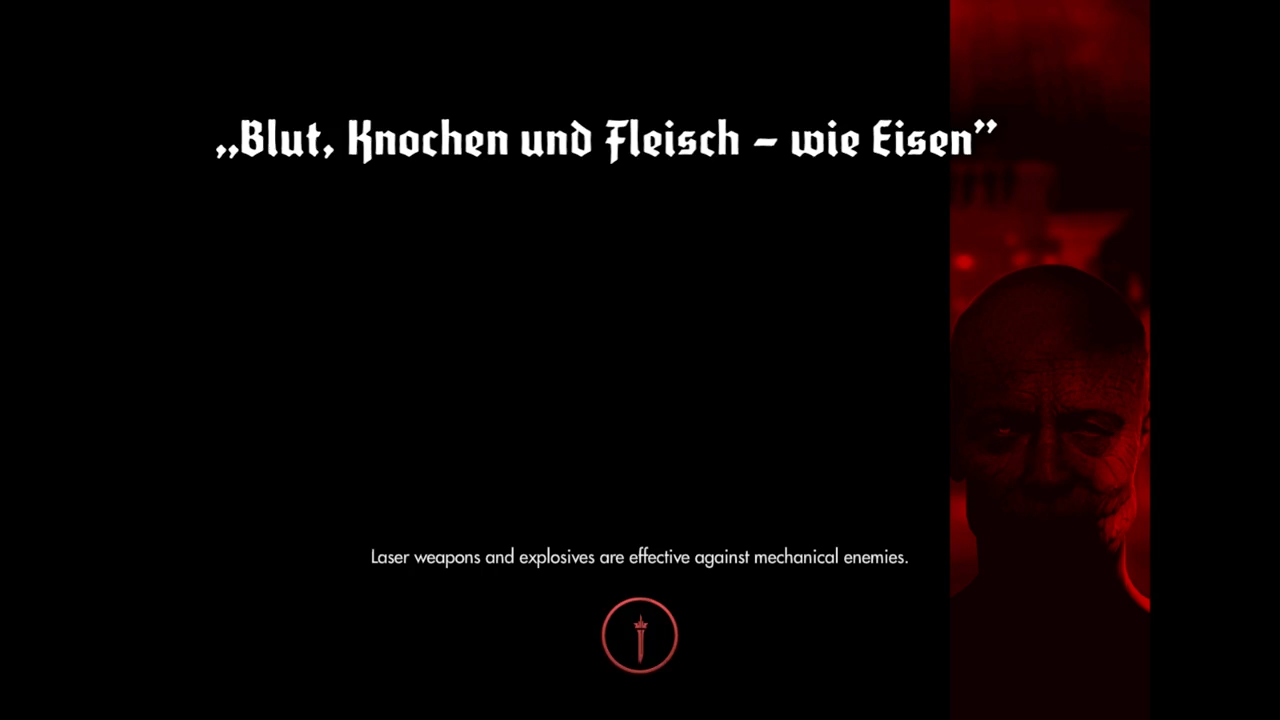 „Blut, Knochen und Fleisch – wie Eisen”
Laser weapons and explosives are effective against mechanical enemies.